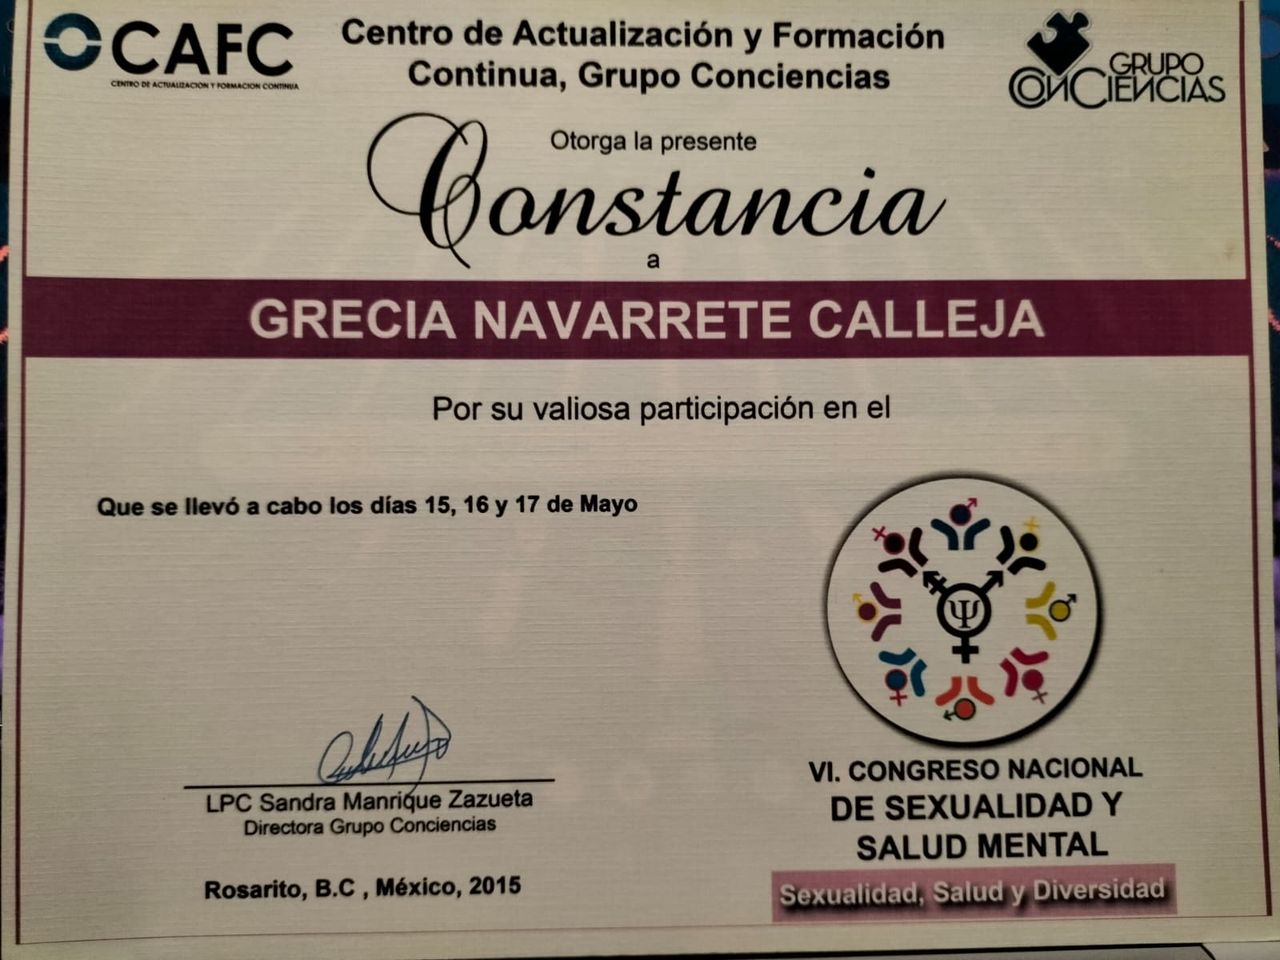 CAFC
CENTRO DE ACTUALIZACION Y FORMACION CONTINUA
Centro de Actualización y Formación
Continua, Grupo Conciencias
GRUPO
CONCIENCIAS
Otorga la presente
Constancia
a
GRECIA NAVARRETE CALLEJA
Por su valiosa participación en el
Que se llevó a cabo los días 15, 16 y 17 de Mayo
Ψ
LPC Sandra Manrique Zazueta
Directora Grupo Conciencias
Rosarito, B.C , México, 2015
VI. CONGRESO NACIONAL
DE SEXUALIDAD Y
SALUD MENTAL
Sexualidad, Salud y Diversidad